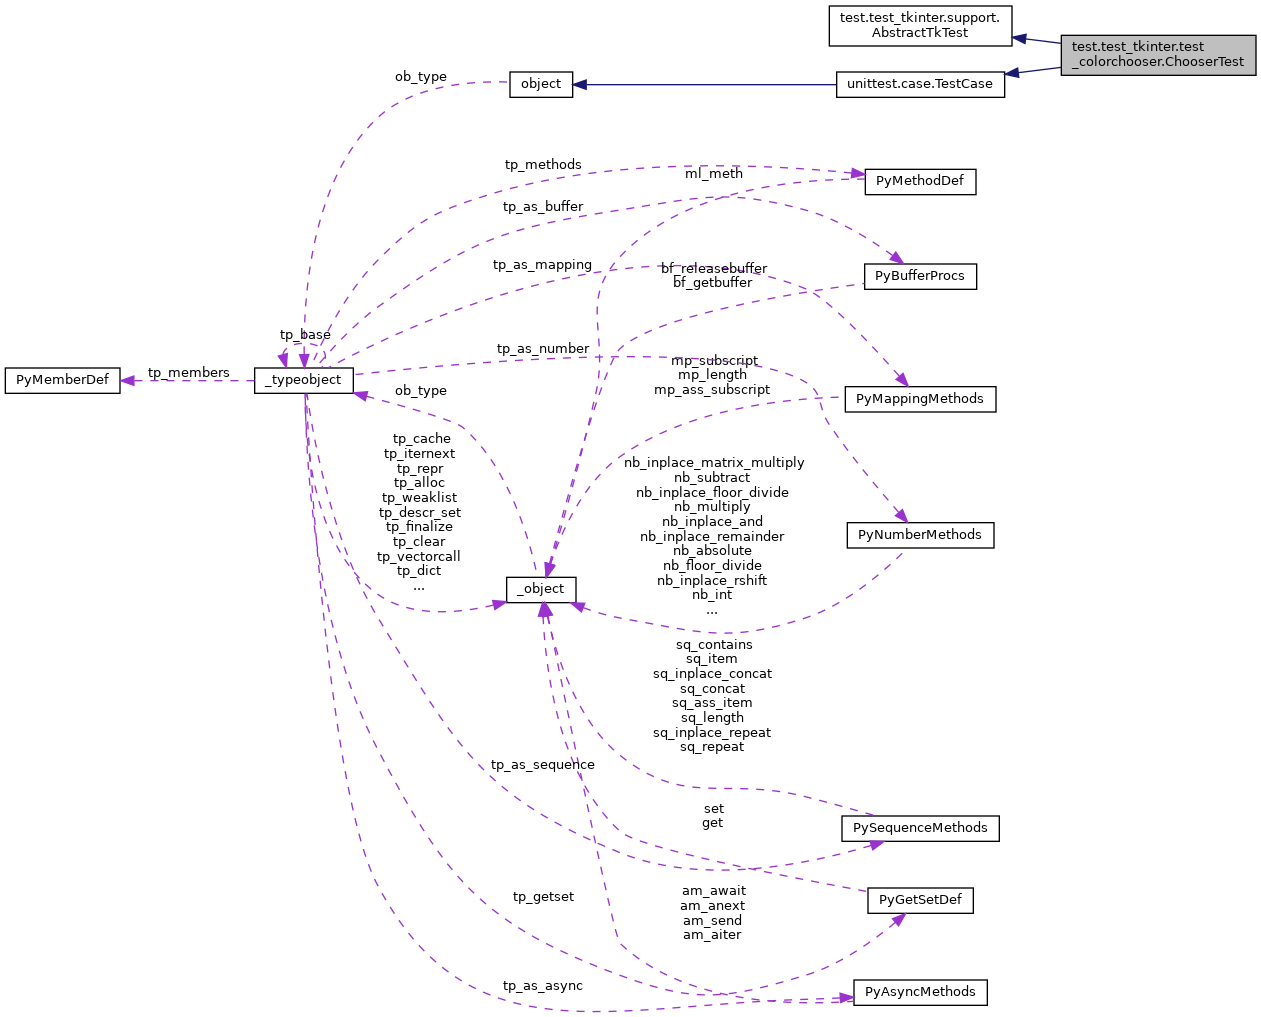 test.test_tkinter.support.
AbstractTkTest
test.test_tkinter.test
_colorchooser.ChooserTest
ob_type
object
unittest.case.TestCase
tp_methods
ml_meth
PyMethodDef
tp_as_buffer
tp_as_mapping
bf_releasebuffer
bf_getbuffer
PyBufferProcs
tp_base
tp_as_number
mp_subscript
mp_length
mp_ass_subscript
PyMemberDef
tp_members
_typeobject
ob_type
PyMappingMethods
tp_cache
tp_iternext
tp_repr
tp_alloc
tp_weaklist
tp_descr_set
tp_finalize
tp_clear
tp_vectorcall
tp_dict
...
nb_inplace_matrix_multiply
nb_subtract
nb_inplace_floor_divide
nb_multiply
nb_inplace_and
nb_inplace_remainder
nb_absolute
nb_floor_divide
nb_inplace_rshift
nb_int
...
PyNumberMethods
_object
sq_contains
sq_item
sq_inplace_concat
sq_concat
sq_ass_item
sq_length
sq_inplace_repeat
sq_repeat
tp_as_sequence
set
get
PySequenceMethods
tp_getset
am_await
am_anext
am_send
am_aiter
PyGetSetDef
tp_as_async
PyAsyncMethods